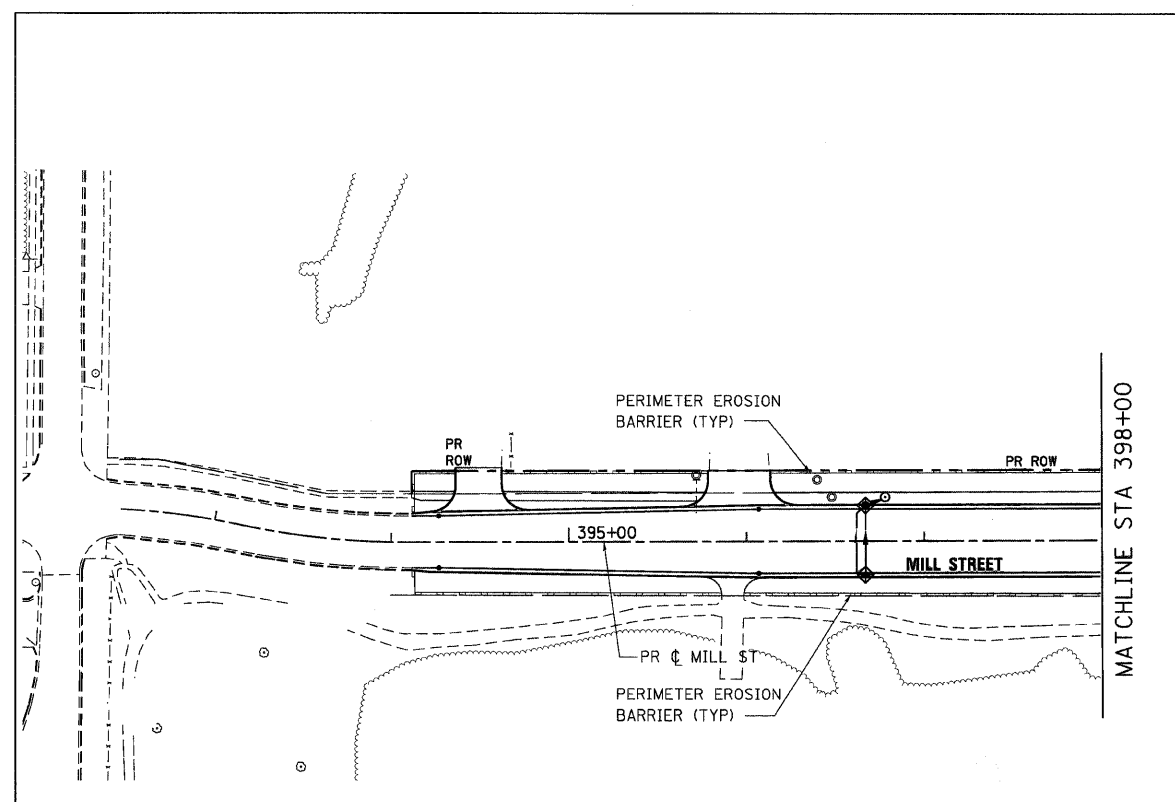 PERIMETER EROSION
BARRIER (TYP)
PR
ROW
PR ROW
395+00
MILL STREET
MATCHLINE STA 398+00
PR ℄ MILL ST
PERIMETER EROSION
BARRIER (TYP)